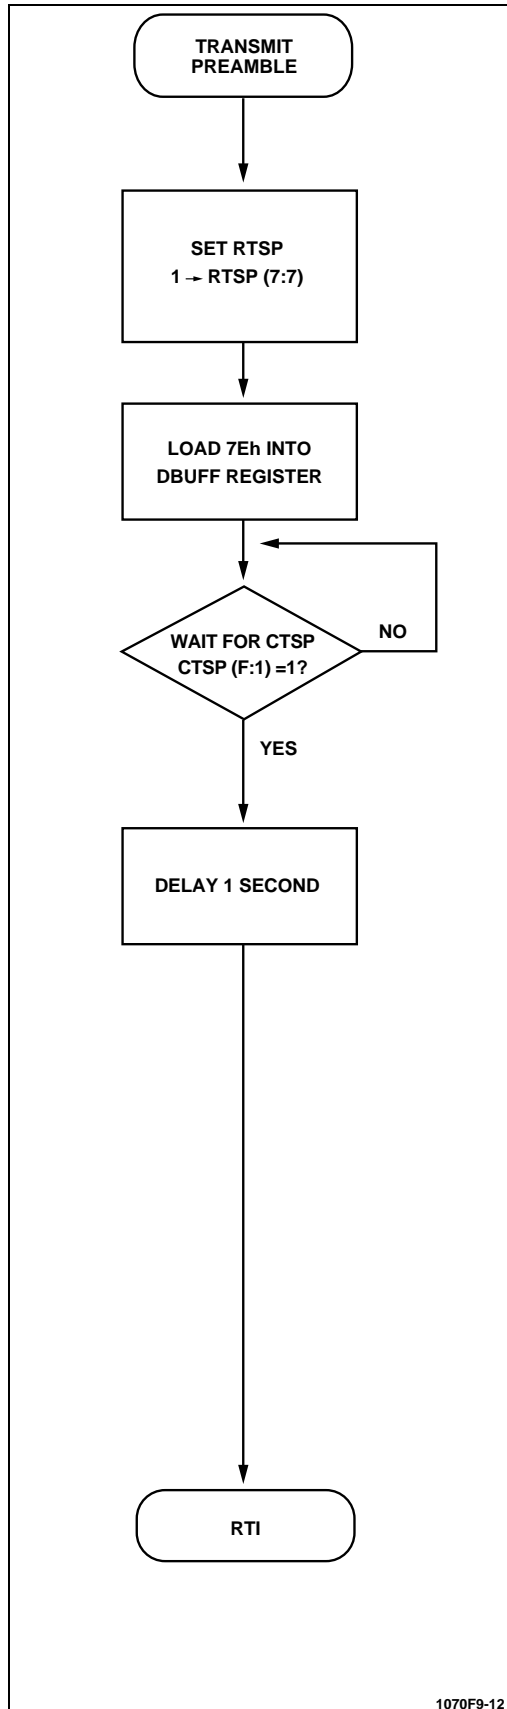 TRANSMIT
PREAMBLE
SET RTSP
1 → RTSP (7:7)
LOAD 7Eh INTO
DBUFF REGISTER
WAIT FOR CTSP
CTSP (F:1) =1?
NO
YES
DELAY 1 SECOND
RTI
1070F9-12